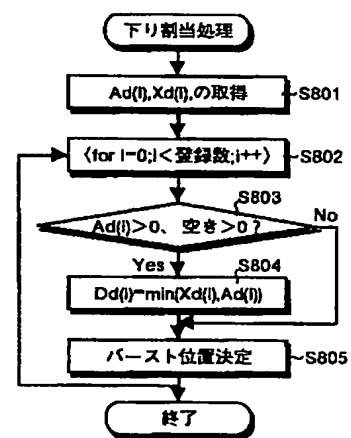 下り割当処理
Ad(i),Xd(i),の取得
S801
〈for i=0;i<登録数;i++〉
S802
S803
Ad(i)>0、空き>0?
No
Yes
S804
Dd(i)=min(Xd(i),Ad(i))
バースト位置決定
S805
終了